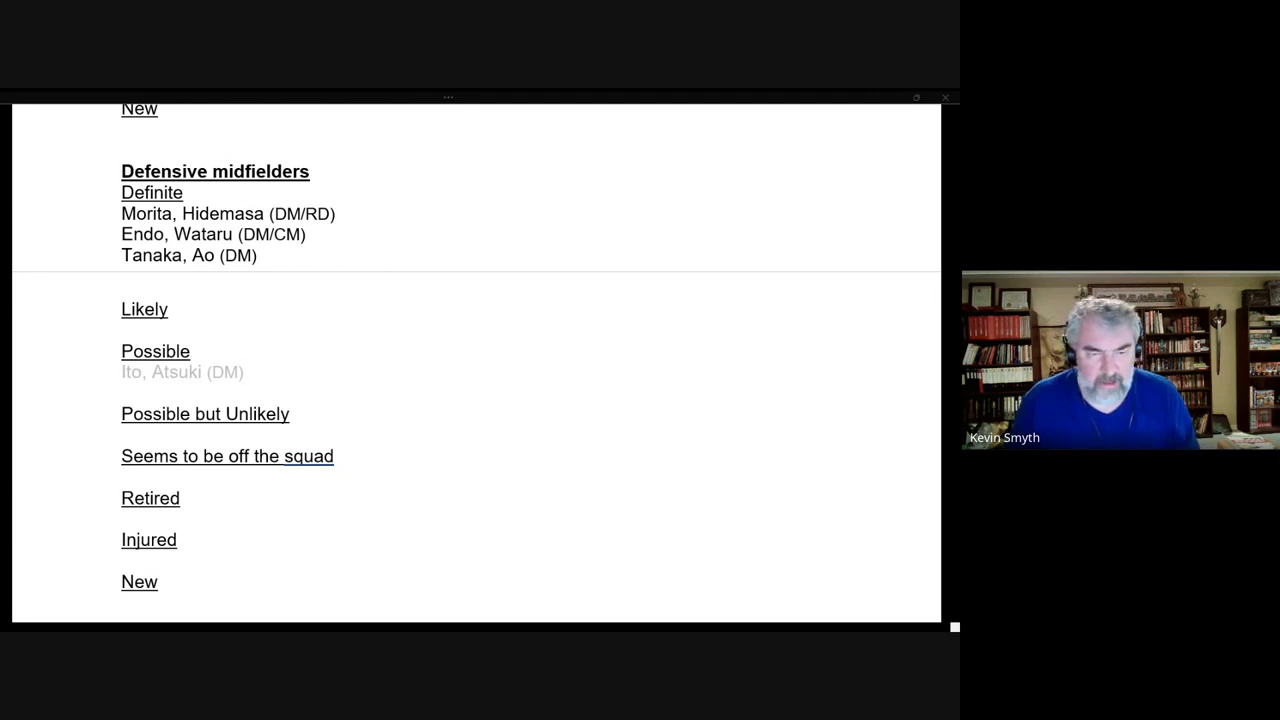 New
Defensive midfielders
Definite
Morita, Hidemasa (DM/RD)
Endo, Wataru (DM/CM)
Tanaka, Ao (DM)
Likely
Possible
Ito, Atsuki (DM)
Possible but Unlikely
Seems to be off the squad
Retired
Injured
New
Kevin Smyth